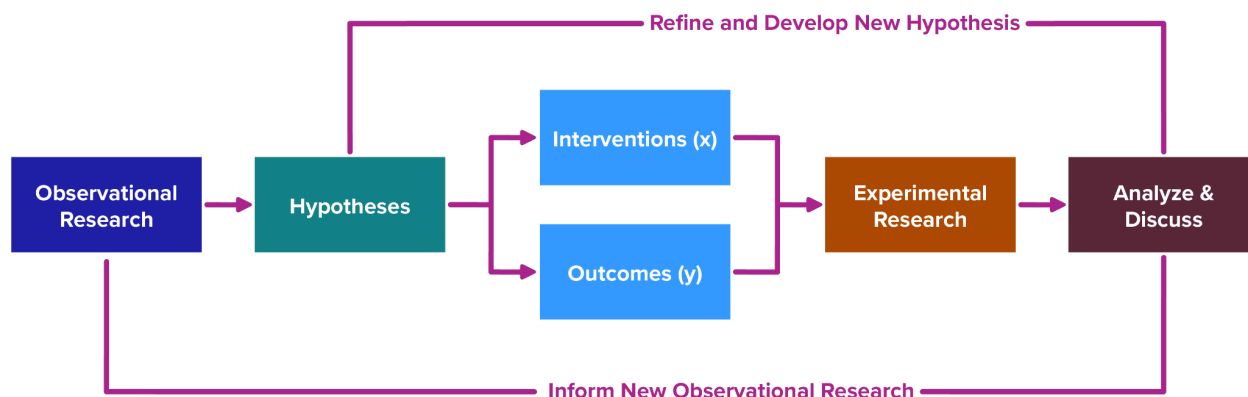 Refine and Develop New Hypothesis
Observational
Research
Hypotheses
Interventions (x)
Outcomes (y)
Experimental
Research
Analyze &
Discuss
Inform New Observational Research